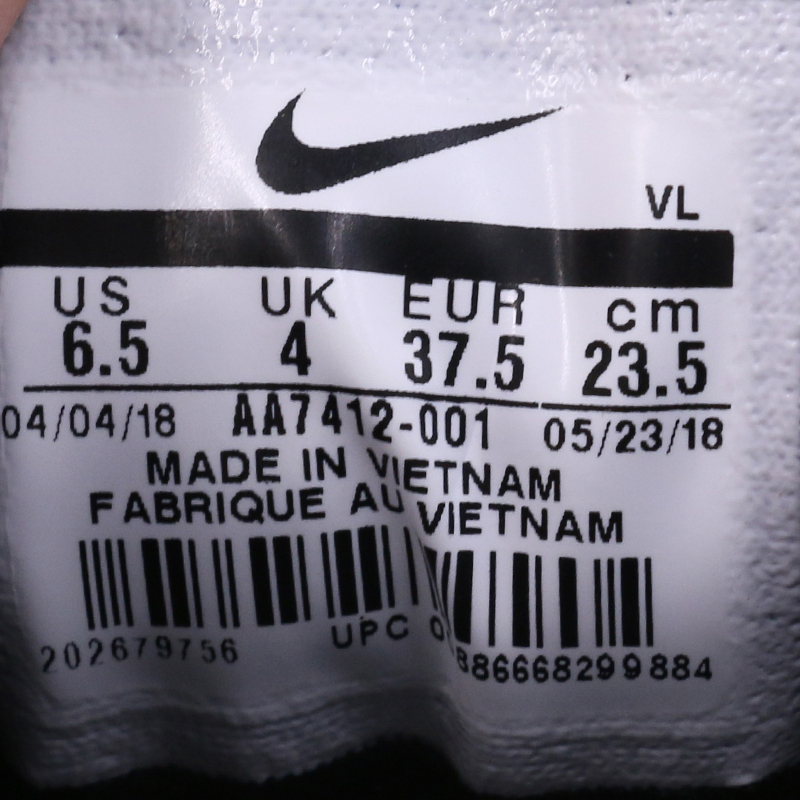 VL
US UK EUR cm
6.5 4 37.5 23.5
04/04/18 AA7412-001 05/23/18
MADE IN VIETNAM
FABRIQUE AU VIETNAM
202679756 UPC 886668299884